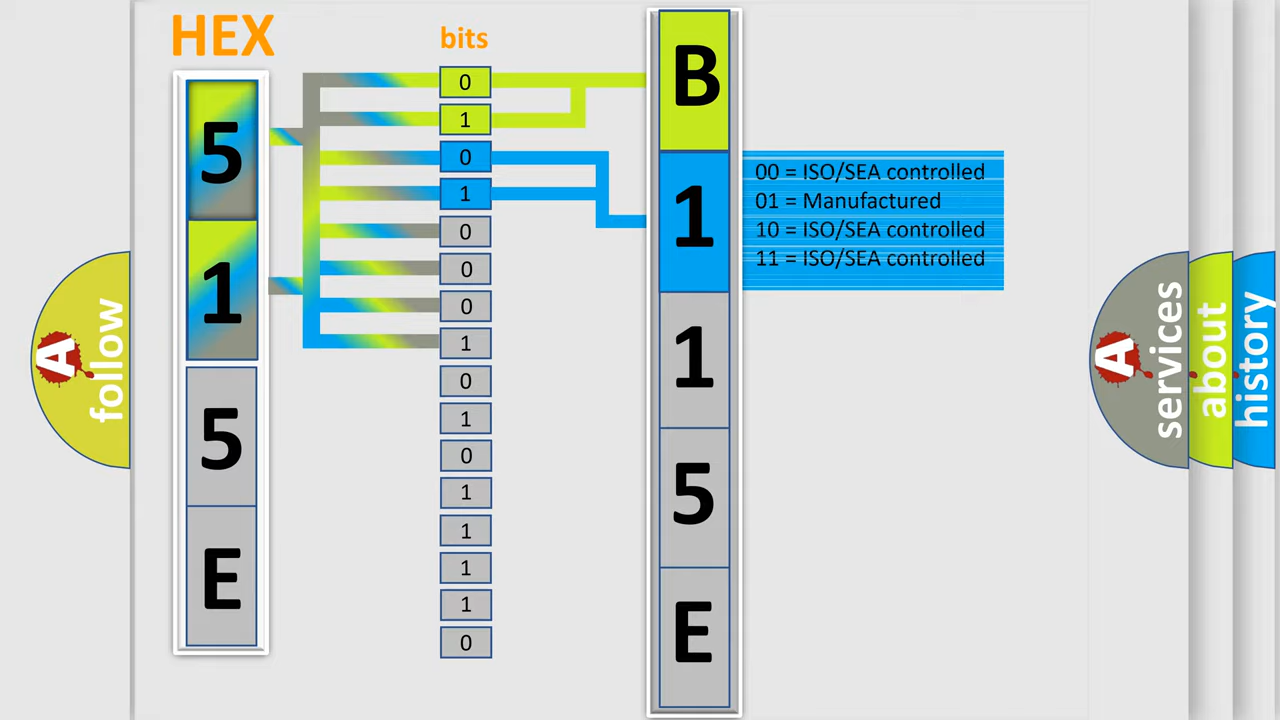 HEX
bits
5
1
5
E
0
1
0
1
0
0
0
1
0
1
0
1
1
1
1
0
B
1
1
5
E
00 = ISO/SEA controlled
01 = Manufactured
10 = ISO/SEA controlled
11 = ISO/SEA controlled
A
follow
A
services
about
history